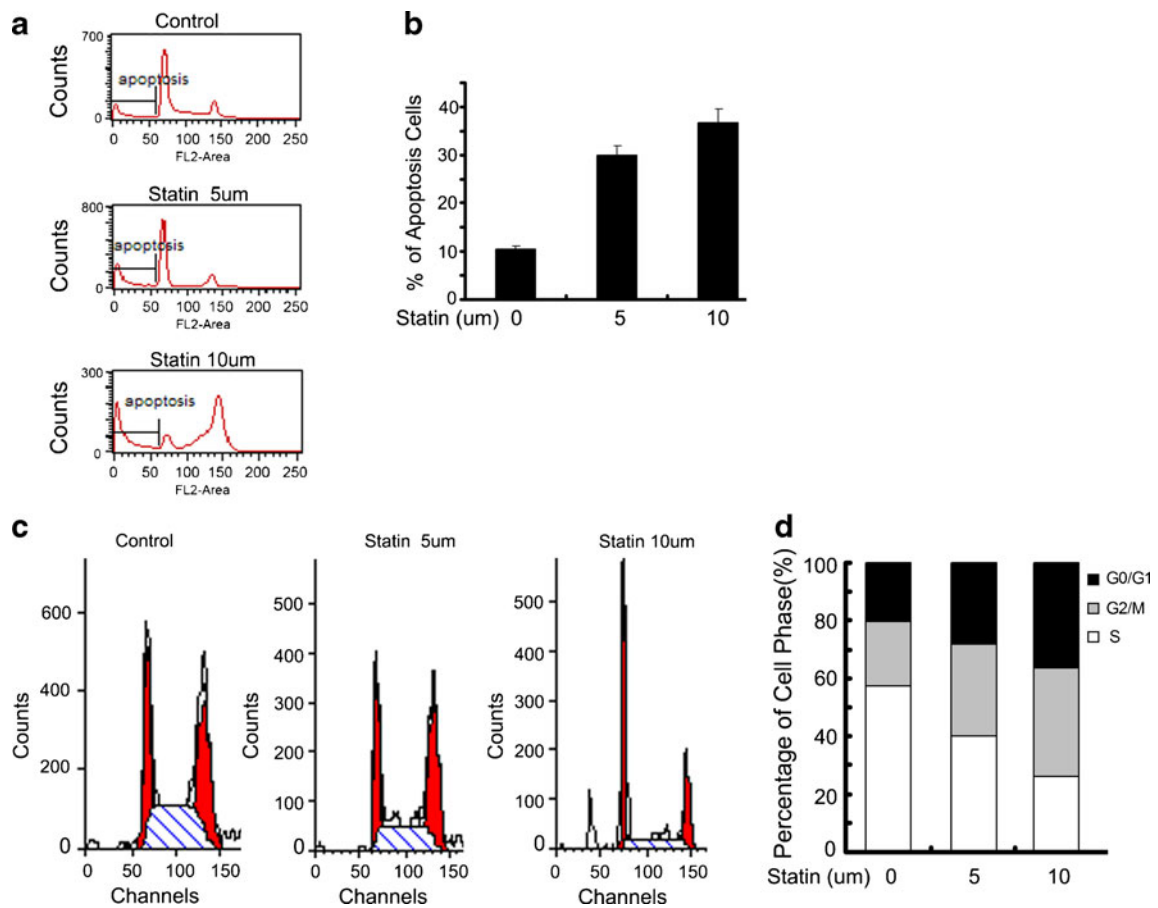 a
Control
700
Counts
apoptosis
0
0 50 100 150 200 250
FL2-Area
Statin 5um
800
Counts
apoptosis
0
0 50 100 150 200 250
FL2-Area
Statin 10um
300
Counts
apoptosis
0
0 50 100 150 200 250
FL2-Area
b
% of Apoptosis Cells
40
30
20
10
0
Statin (um) 0 5 10
c
Control
Counts
600
400
200
0
0 50 100 150
Channels
Statin 5um
Counts
500
400
300
200
100
0
0 50 100 150
Channels
Statin 10um
Counts
500
400
300
200
100
0
0 50 100 150
Channels
d
Percentage of Cell Phase(%)
100
80
60
40
20
0
Statin (um) 0 5 10
G0/G1
G2/M
S